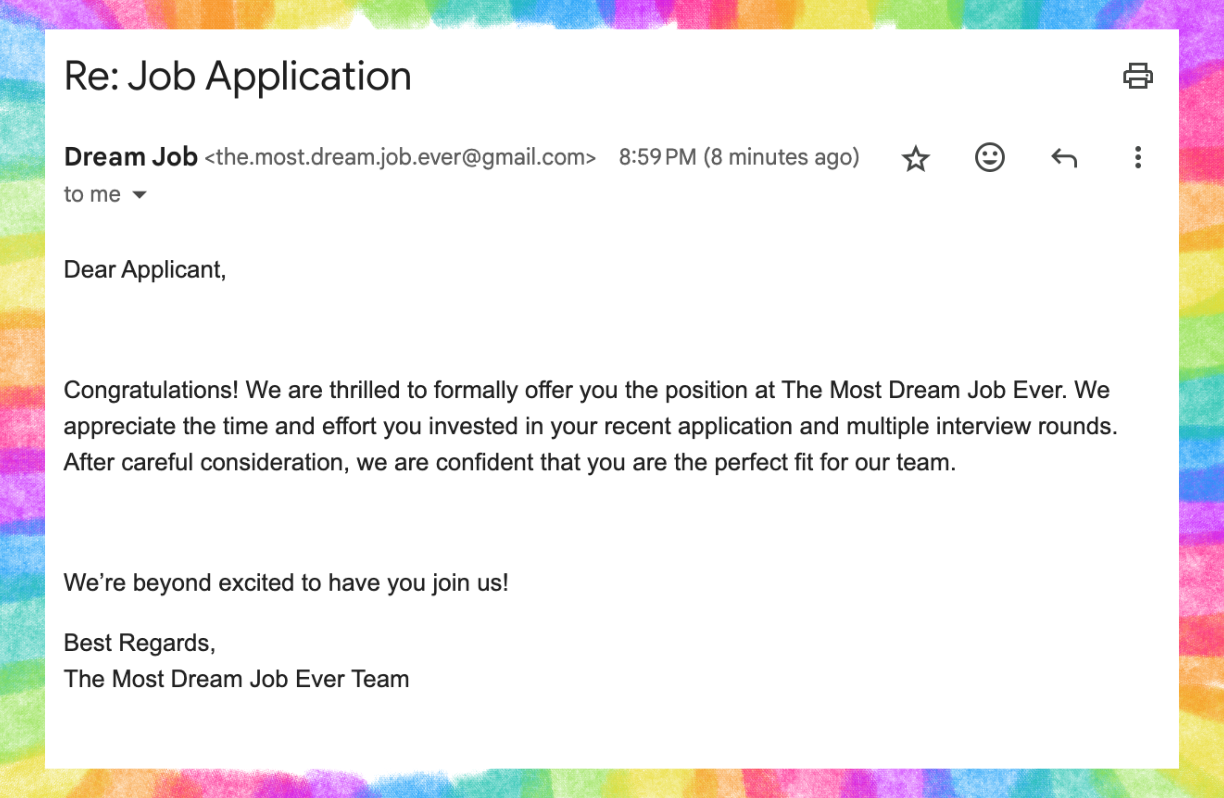 Re: Job Application
Dream Job <the.most.dream.job.ever@gmail.com> 8:59 PM (8 minutes ago)
to me
Dear Applicant,
Congratulations! We are thrilled to formally offer you the position at The Most Dream Job Ever. We
appreciate the time and effort you invested in your recent application and multiple interview rounds.
After careful consideration, we are confident that you are the perfect fit for our team.
We’re beyond excited to have you join us!
Best Regards,
The Most Dream Job Ever Team